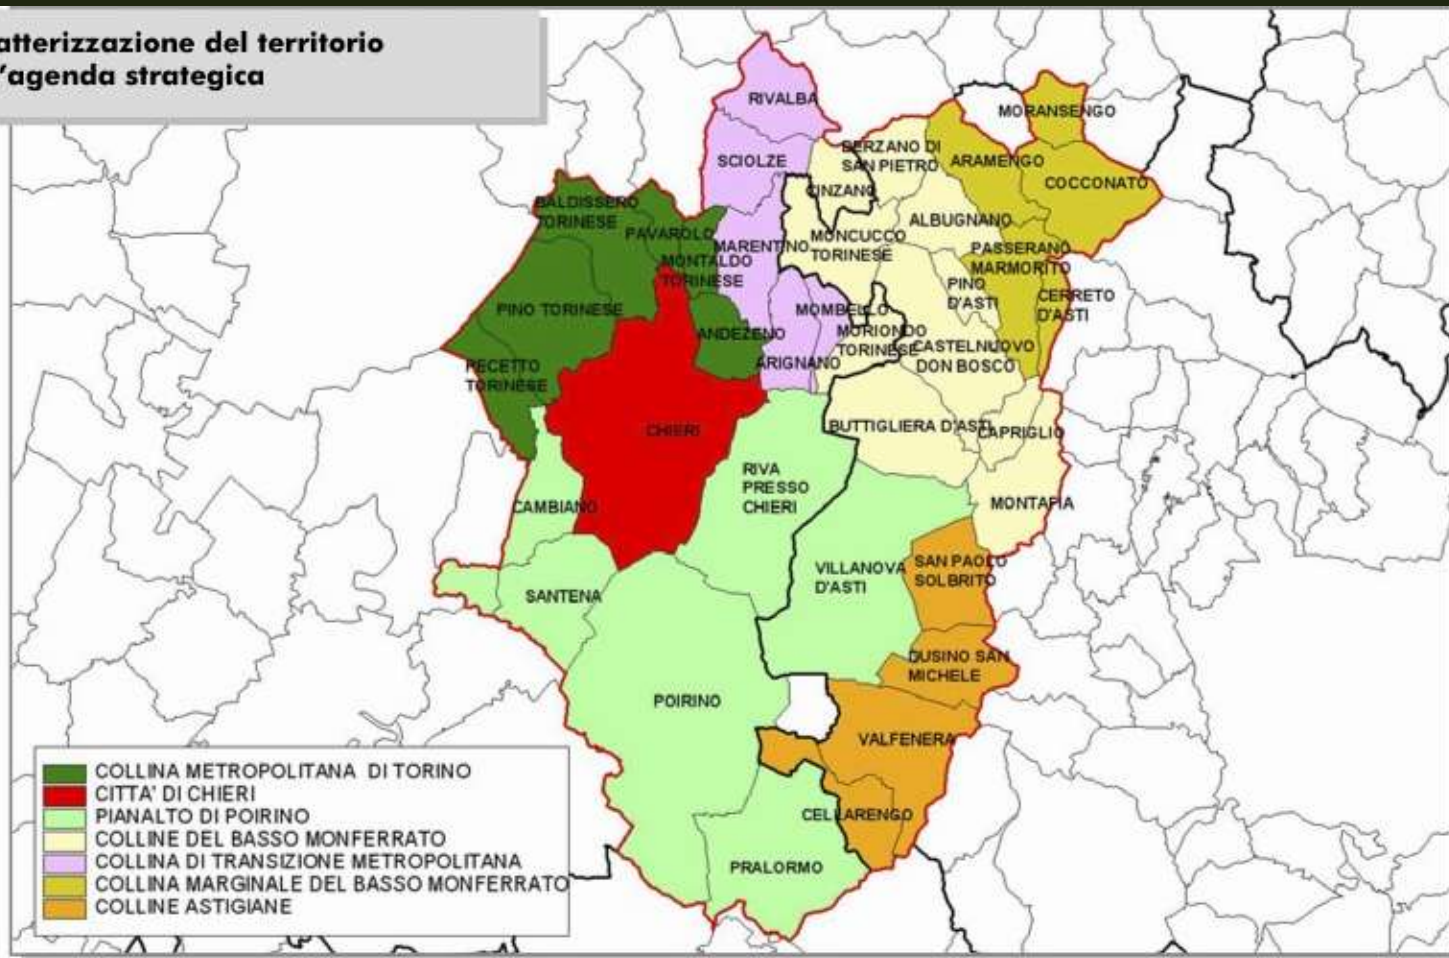 atterizzazione del territorio
'agenda strategica
RIVALBA
MORANSENGO
SCIOLZE
BERZANO DI
SAN PIETRO
ARAMENGO
COCCONATO
CINZANO
BALDISSERO
TORINESE
PAVAROLO
ALBUGNANO
MARENTINO
MONCUCCO
TORINESE
PASSERANO
MARMORITO
MONTALDO
TORINESE
PINO
D'ASTI
CERRETO
D'ASTI
PINO TORINESE
MOMBELLO
ANDEZENO
MORIONDO
TORINESE
CASTELNUOVO
DON BOSCO
ARIGNANO
PECETTO
TORINESE
CHIERI
BUTTIGLIERA D'ASTI
CAPRIGLIO
RIVA
PRESSO
CHIERI
CAMBIANO
MONTAFIA
VILLANOVA
D'ASTI
SAN PAOLO
SOLBRITO
SANTENA
DUSINO SAN
MICHELE
POIRINO
VALFENERA
CELLARENGO
PRALORMO
COLLINA METROPOLITANA DI TORINO
CITTA' DI CHIERI
PIANALTO DI POIRINO
COLLINE DEL BASSO MONFERRATO
COLLINA DI TRANSIZIONE METROPOLITANA
COLLINA MARGINALE DEL BASSO MONFERRATO
COLLINE ASTIGIANE